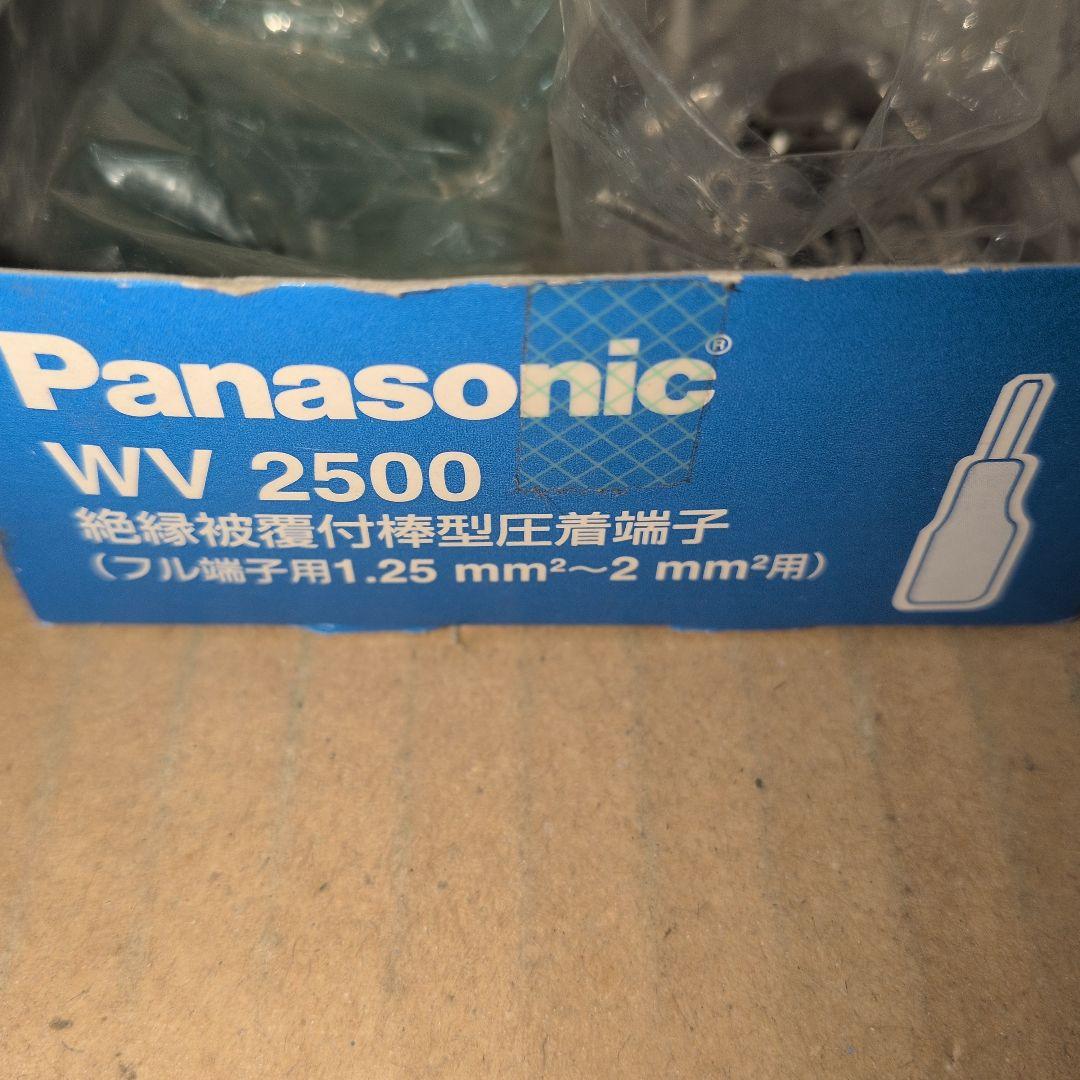 Panasonic®
WV 2500
絶縁被覆付棒型圧着端子
（フル端子用1.25 mm²～2 mm²用）